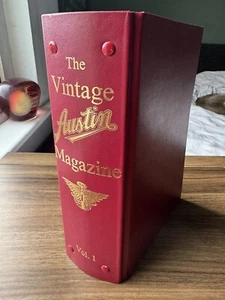 The
Vintage
Austin
Magazine
Vol. 1